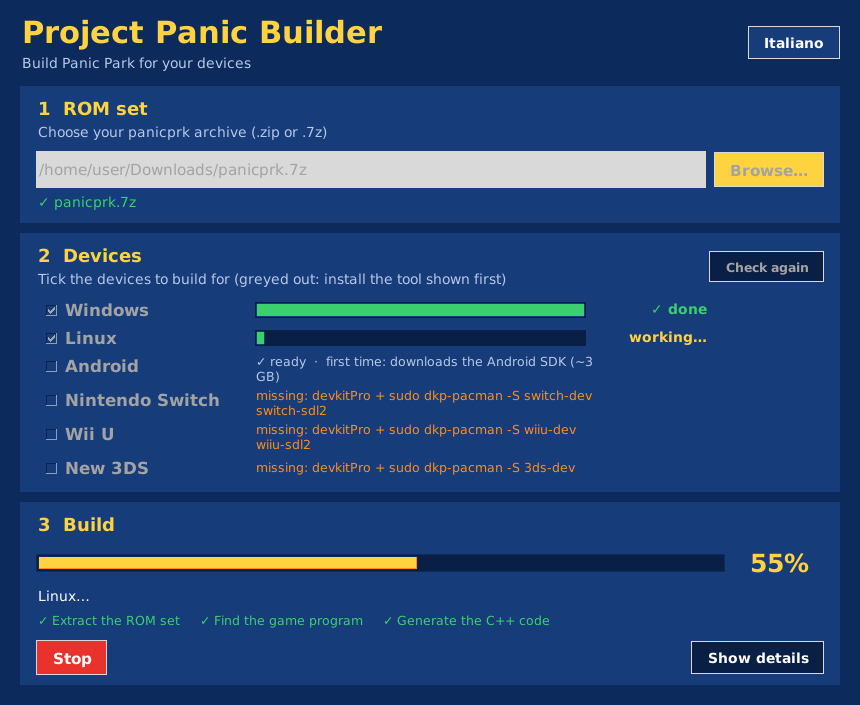 Project Panic Builder
Italiano
Build Panic Park for your devices
1 ROM set
Choose your panicprk archive (.zip or .7z)
/home/user/Downloads/panicprk.7z
Browse...
✓ panicprk.7z
2 Devices
Check again
Tick the devices to build for (greyed out: install the tool shown first)
Windows
✓ done
Linux
working...
Android
✓ ready · first time: downloads the Android SDK (~3
GB)
Nintendo Switch
missing: devkitPro + sudo dkp-pacman -S switch-dev
switch-sdl2
Wii U
missing: devkitPro + sudo dkp-pacman -S wiiu-dev
wiiu-sdl2
New 3DS
missing: devkitPro + sudo dkp-pacman -S 3ds-dev
3 Build
55%
Linux...
✓ Extract the ROM set ✓ Find the game program ✓ Generate the C++ code
Stop
Show details